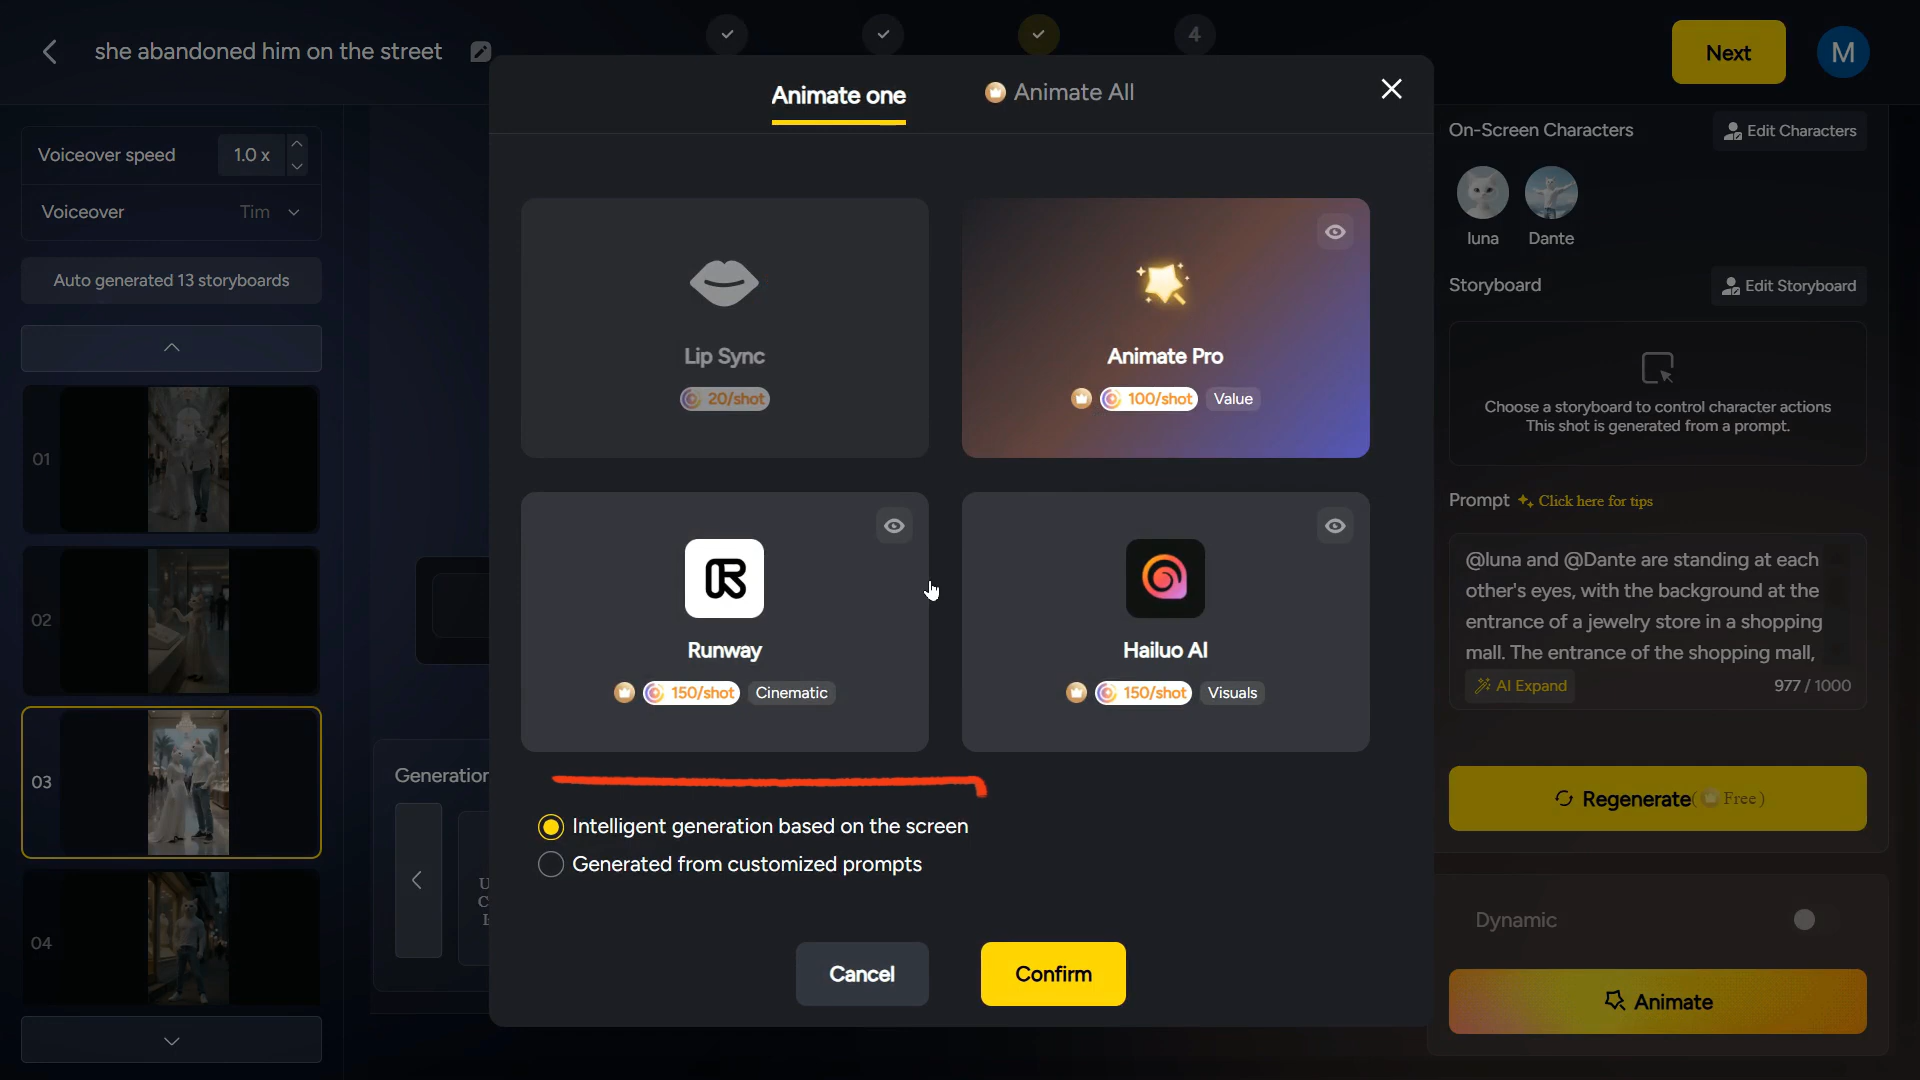 she abandoned him on the street
4
Next
M
Voiceover speed
1.0 x
Voiceover
Tim
Auto generated 13 storyboards
01
02
03
04
Generation
Animate one
Animate All
Lip Sync
20/shot
Animate Pro
100/shot
Value
Runway
150/shot
Cinematic
Hailuo AI
150/shot
Visuals
Intelligent generation based on the screen
Generated from customized prompts
Cancel
Confirm
On-Screen Characters
Edit Characters
luna
Dante
Storyboard
Edit Storyboard
Choose a storyboard to control character actions
This shot is generated from a prompt.
Prompt
Click here for tips
@luna and @Dante are standing at each
other's eyes, with the background at the
entrance of a jewelry store in a shopping
mall. The entrance of the shopping mall,
AI Expand
977 / 1000
Regenerate( Free )
Dynamic
Animate